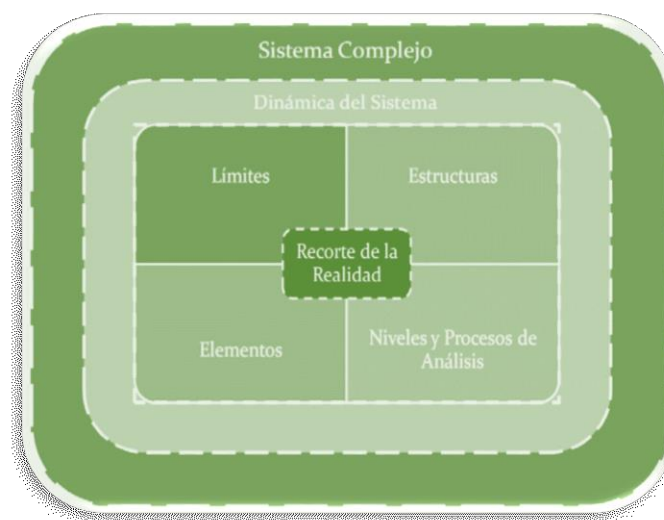 Sistema Complejo
Dinámica del Sistema
Límites
Estructuras
Recorte de la
Realidad
Elementos
Niveles y Procesos de
Análisis